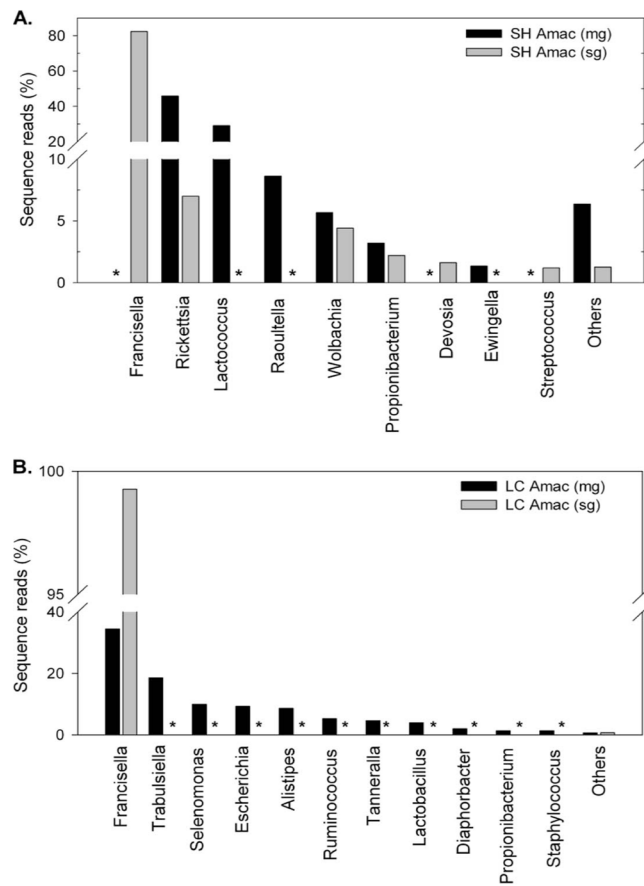 A.
SH Amac (mg)
SH Amac (sg)
Sequence reads (%)
80
60
40
20
10
5
0
* * * * * *
Francisella
Rickettsia
Lactococcus
Raoultella
Wolbachia
Propionibacterium
Devosia
Ewingella
Streptococcus
Others
B.
LC Amac (mg)
LC Amac (sg)
Sequence reads (%)
100
95
40
20
0
* * * * * * * * * *
Francisella
Trabulsiella
Selenomonas
Escherichia
Alistipes
Ruminococcus
Tanneralla
Lactobacillus
Diaphorbacter
Propionibacterium
Staphylococcus
Others